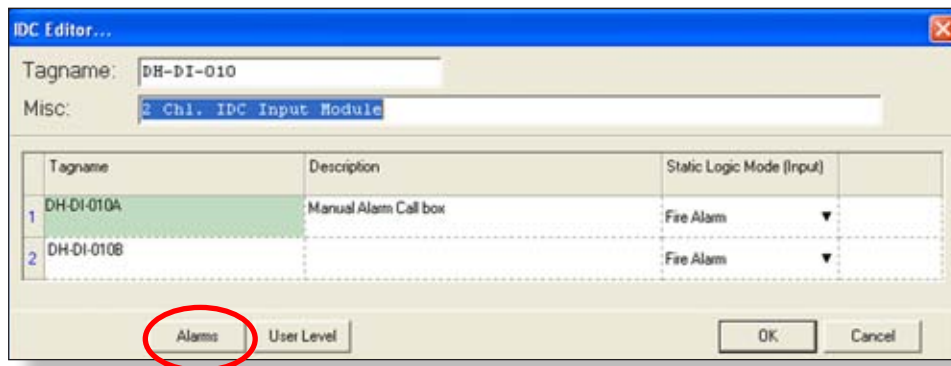 IDC Editor...
Tagname: DH-DI-010
Misc: 2 Chl. IDC Input Module
Tagname Description Static Logic Mode (Input)
1 DH-DI-010A Manual Alarm Call box Fire Alarm
2 DH-DI-010B Fire Alarm
Alarms User Level OK Cancel